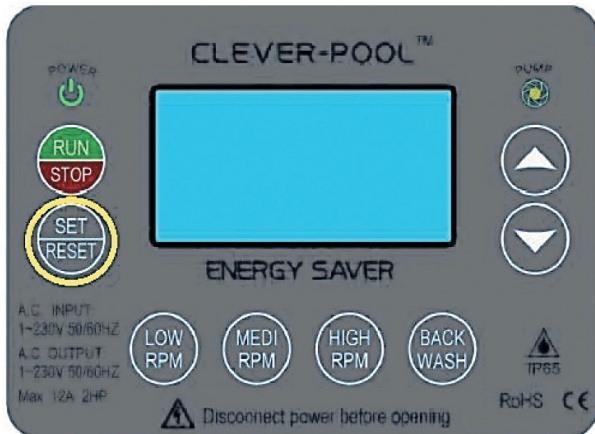 CLEVER-POOL™
POWER
PUMP
RUN
STOP
SET
RESET
ENERGY SAVER
A.C. INPUT:
1~230V 50/60HZ
A.C. OUTPUT:
1~230V 50/60HZ
Max 12A 2HP
LOW
RPM
MEDI
RPM
HIGH
RPM
BACK
WASH
IP65
RoHS CE
Disconnect power before opening